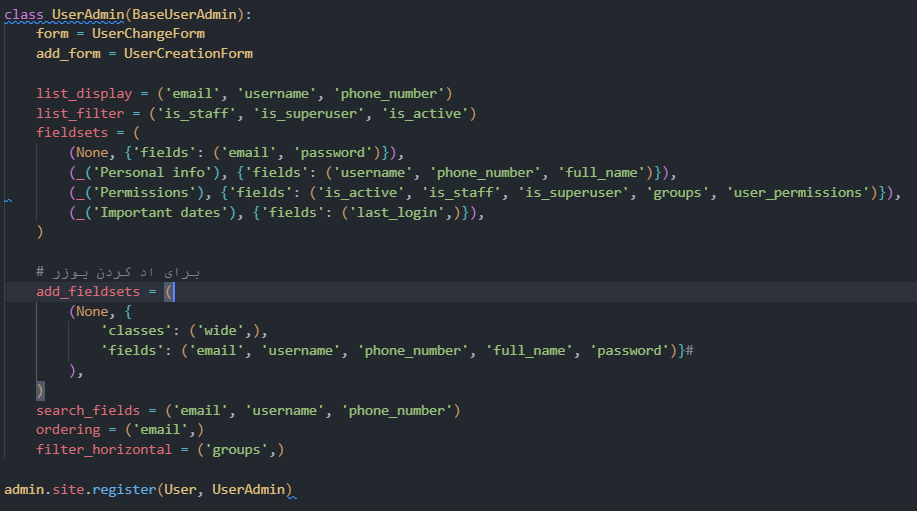 class UserAdmin(BaseUserAdmin):
    form = UserChangeForm
    add_form = UserCreationForm

    list_display = ('email', 'username', 'phone_number')
    list_filter = ('is_staff', 'is_superuser', 'is_active')
    fieldsets = (
        (None, {'fields': ('email', 'password')}),
        (_('Personal info'), {'fields': ('username', 'phone_number', 'full_name')}),
        (_('Permissions'), {'fields': ('is_active', 'is_staff', 'is_superuser', 'groups', 'user_permissions')}),
        (_('Important dates'), {'fields': ('last_login',)}),
    )

    # برای اد کردن یوزر
    add_fieldsets = (
        (None, {
            'classes': ('wide',),
            'fields': ('email', 'username', 'phone_number', 'full_name', 'password')}#
        ),
    )
    search_fields = ('email', 'username', 'phone_number')
    ordering = ('email',)
    filter_horizontal = ('groups',)

admin.site.register(User, UserAdmin)